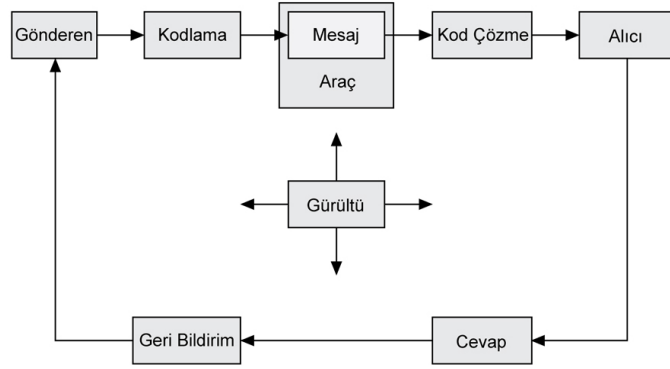 Gönderen
Kodlama
Mesaj
Araç
Kod Çözme
Alıcı
Gürültü
Geri Bildirim
Cevap